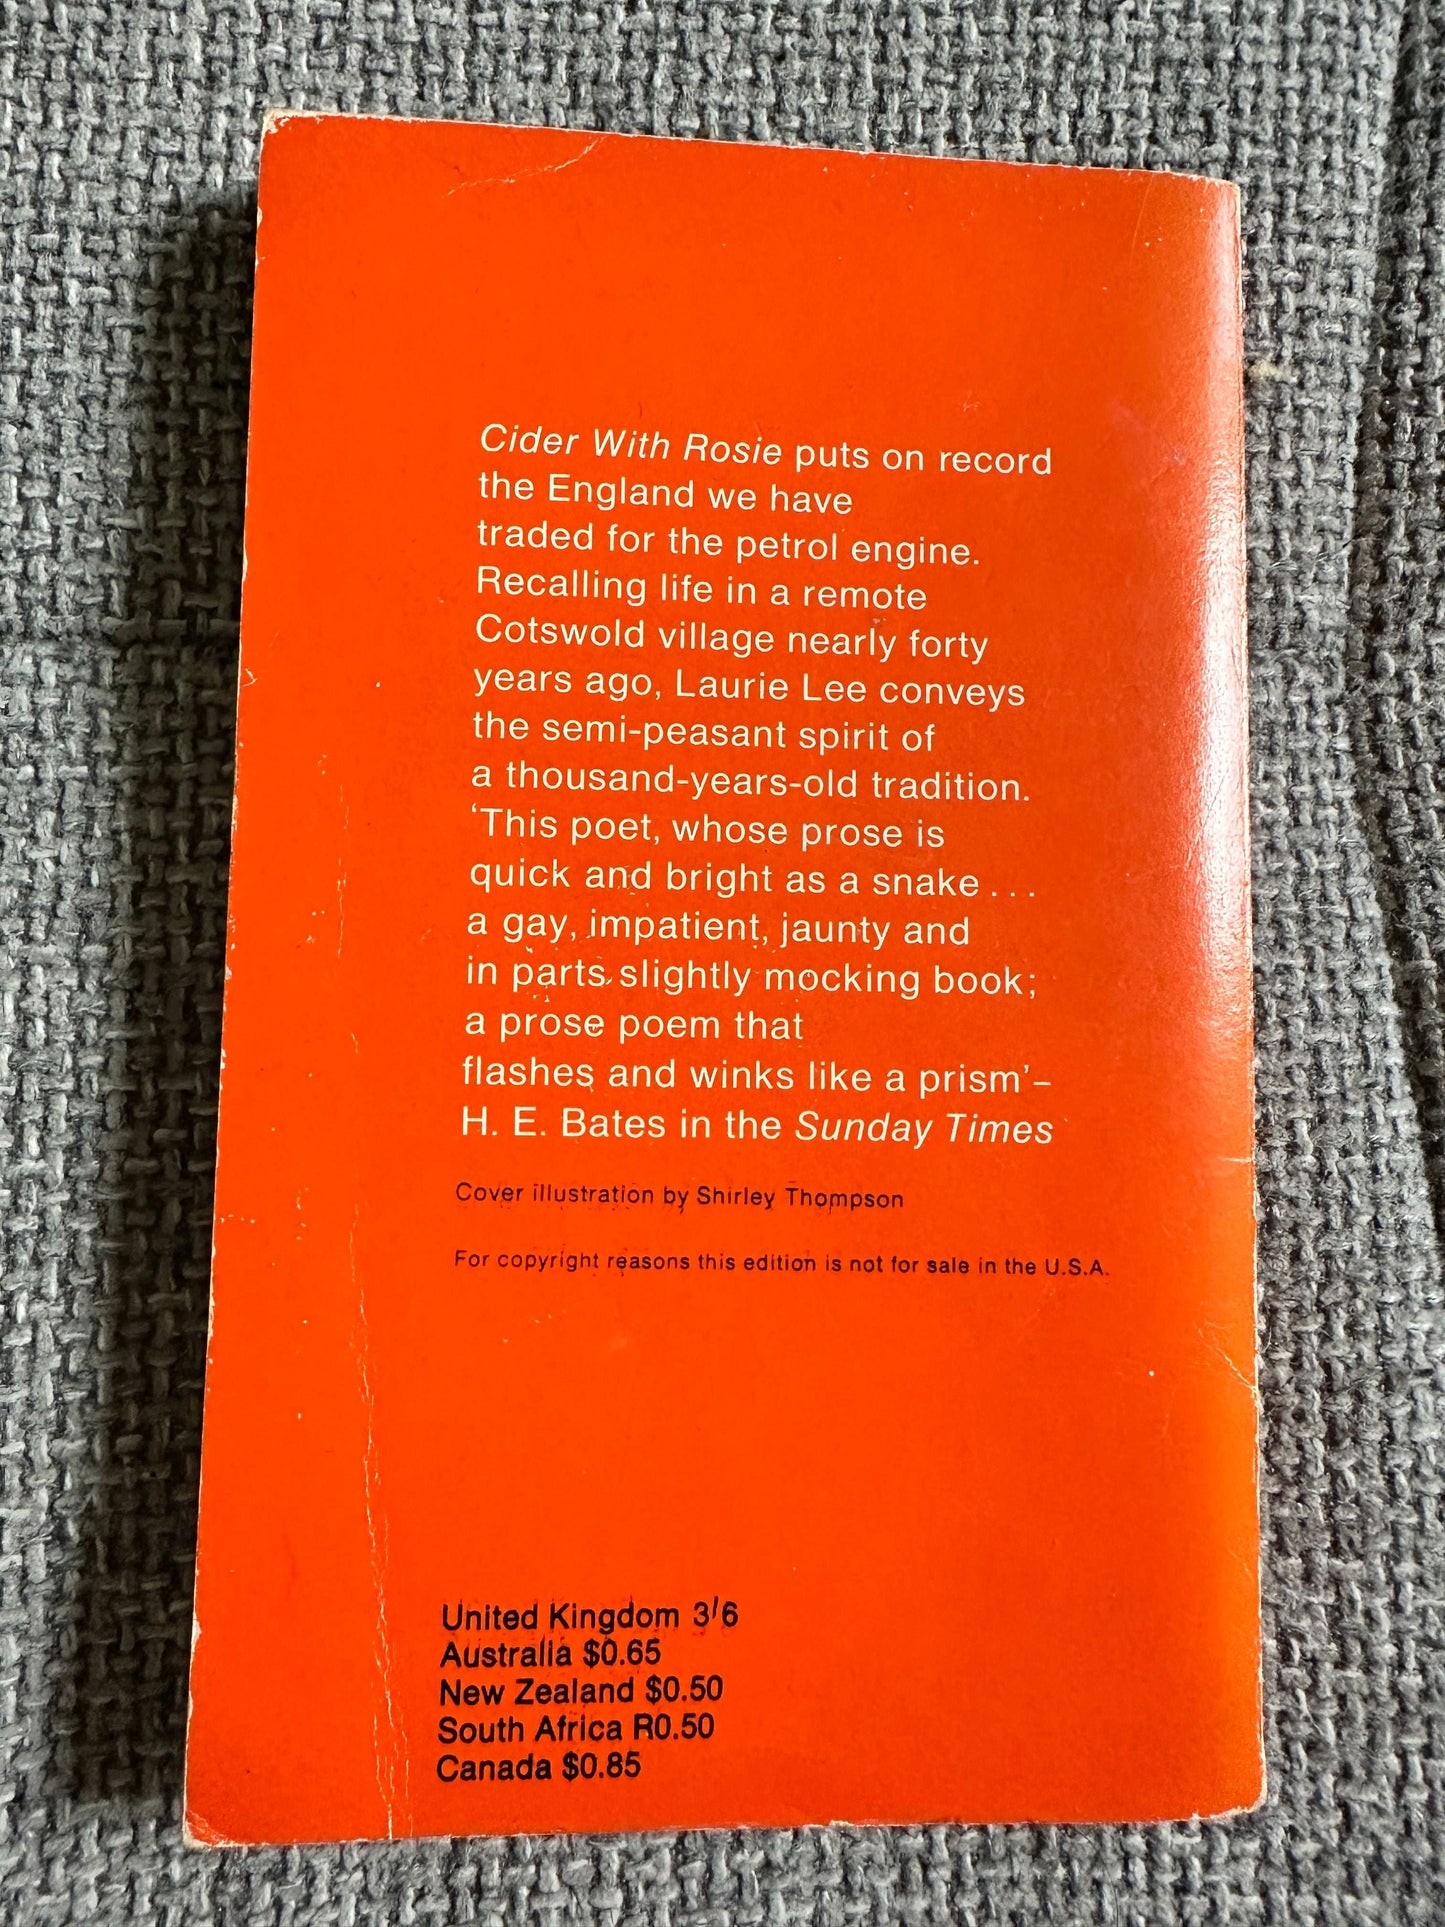 Cider With Rosie puts on record
the England we have
traded for the petrol engine.
Recalling life in a remote
Cotswold village nearly forty
years ago, Laurie Lee conveys
the semi-peasant spirit of
a thousand-years-old tradition.
‘This poet, whose prose is
quick and bright as a snake . . .
a gay, impatient, jaunty and
in parts slightly mocking book;
a prose poem that
flashes and winks like a prism’–
H. E. Bates in the Sunday Times
Cover illustration by Shirley Thompson
For copyright reasons this edition is not for sale in the U.S.A.
United Kingdom 3/6
Australia $0.65
New Zealand $0.50
South Africa R0.50
Canada $0.85